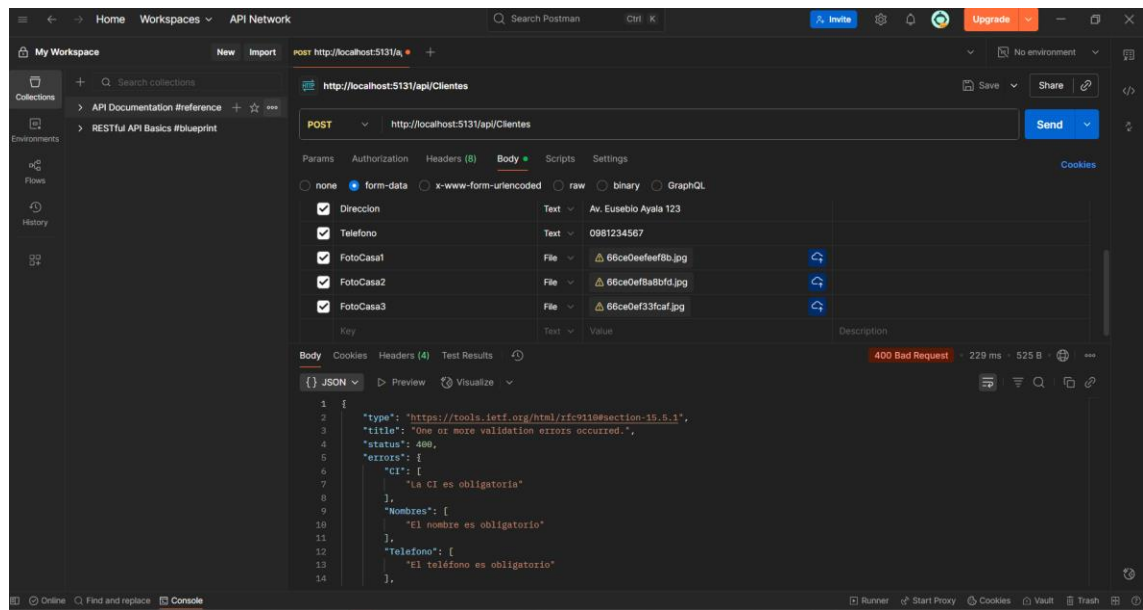 Home Workspaces API Network Search Postman Ctrl K Invite Upgrade
My Workspace New Import POST http://localhost:5131/a No environment
Collections
Environments
Flows
History
Search collections
API Documentation #reference
RESTful API Basics #blueprint
http://localhost:5131/api/Clientes Save Share
POST http://localhost:5131/api/Clientes Send
Params Authorization Headers (8) Body Scripts Settings Cookies
none form-data x-www-form-urlencoded raw binary GraphQL
Direccion Text Av. Eusebio Ayala 123
Telefono Text 0981234567
FotoCasa1 File 66ce0eefeef8b.jpg
FotoCasa2 File 66ce0ef8a8bfd.jpg
FotoCasa3 File 66ce0ef33fcaf.jpg
Key Text Value Description
Body Cookies Headers (4) Test Results 400 Bad Request 229 ms 525 B
{} JSON Preview Visualize
1 {
2 "type": "https://tools.ietf.org/html/rfc9110#section-15.5.1",
3 "title": "One or more validation errors occurred.",
4 "status": 400,
5 "errors": {
6 "CI": [
7 "La CI es obligatoria"
8 ],
9 "Nombres": [
10 "El nombre es obligatorio"
11 ],
12 "Telefono": [
13 "El teléfono es obligatorio"
14 ],
Online Find and replace Console Runner Start Proxy Cookies Vault Trash